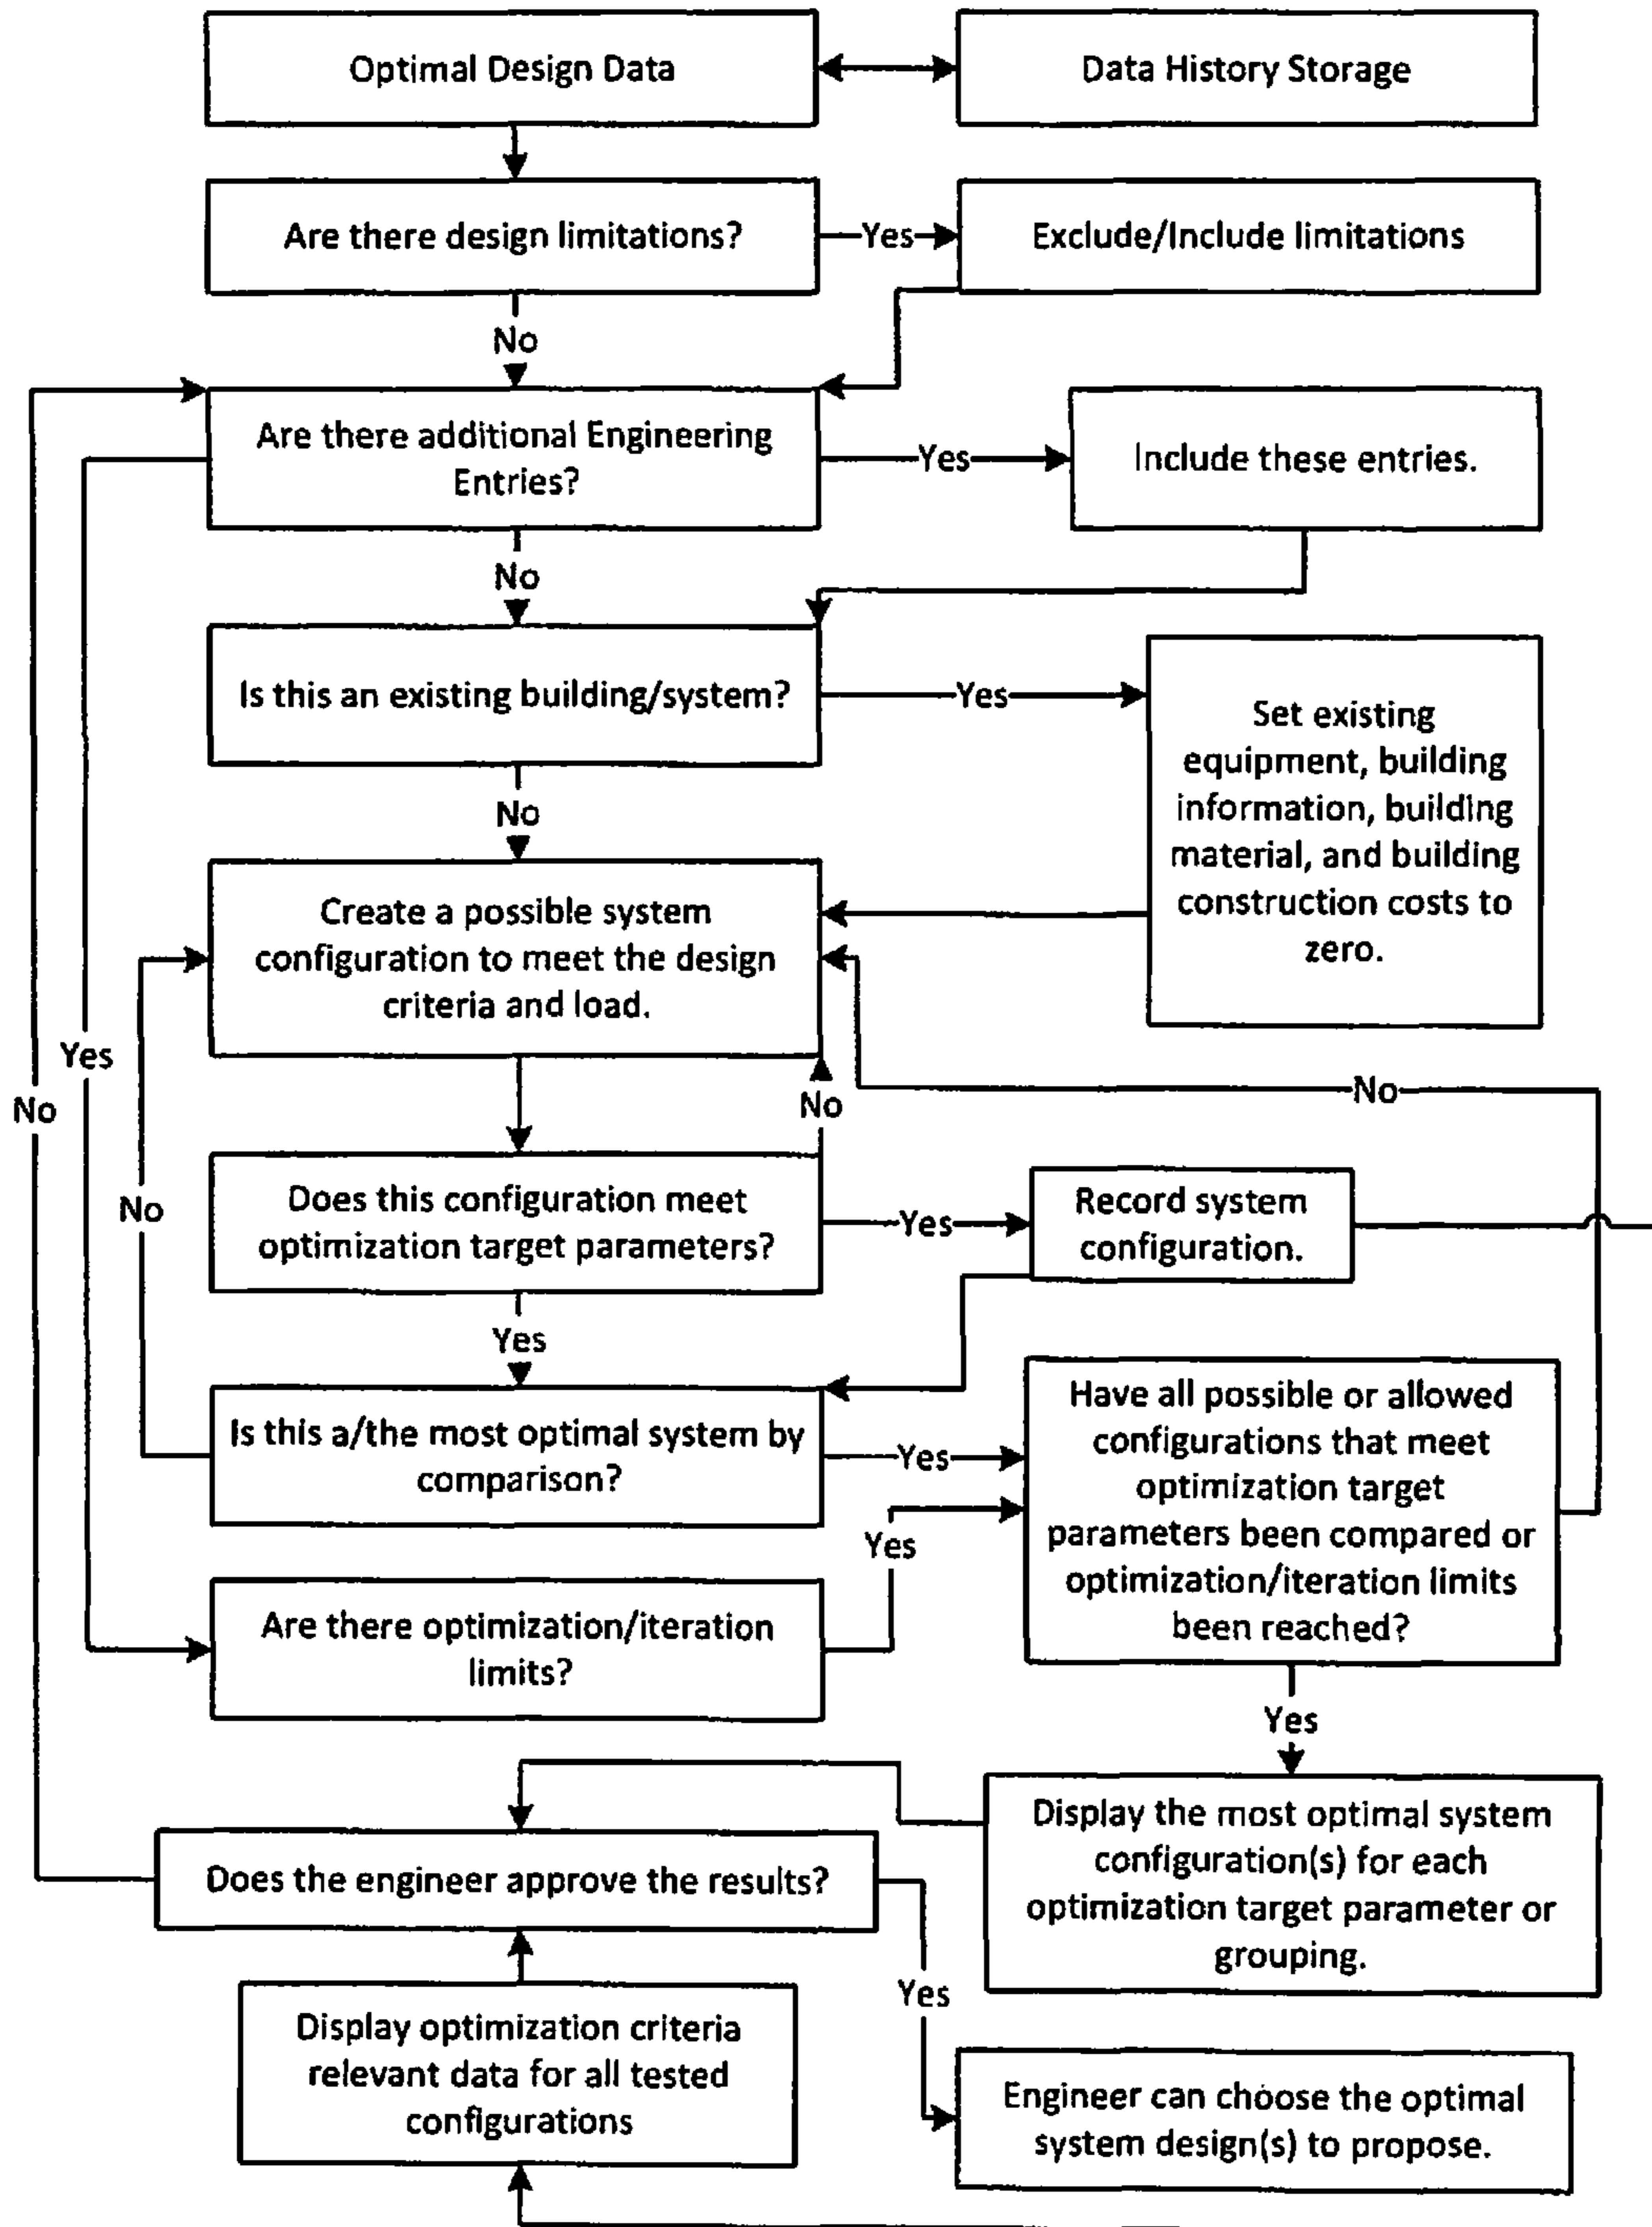 Optimal Design Data
Data History Storage
Are there design limitations?
Yes
Exclude/Include limitations
No
Are there additional Engineering
Entries?
Yes
Include these entries.
No
Is this an existing building/system?
Yes
Set existing
equipment, building
information, building
material, and building
construction costs to
zero.
No
Create a possible system
configuration to meet the design
criteria and load.
Yes
No
No
No
No
Does this configuration meet
optimization target parameters?
Yes
Record system
configuration.
Yes
Is this a/the most optimal system by
comparison?
Yes
Have all possible or allowed
configurations that meet
optimization target
parameters been compared or
optimization/iteration limits
been reached?
Yes
Are there optimization/iteration
limits?
Yes
Display the most optimal system
configuration(s) for each
optimization target parameter or
grouping.
Does the engineer approve the results?
Yes
Display optimization criteria
relevant data for all tested
configurations
Engineer can choose the optimal
system design(s) to propose.